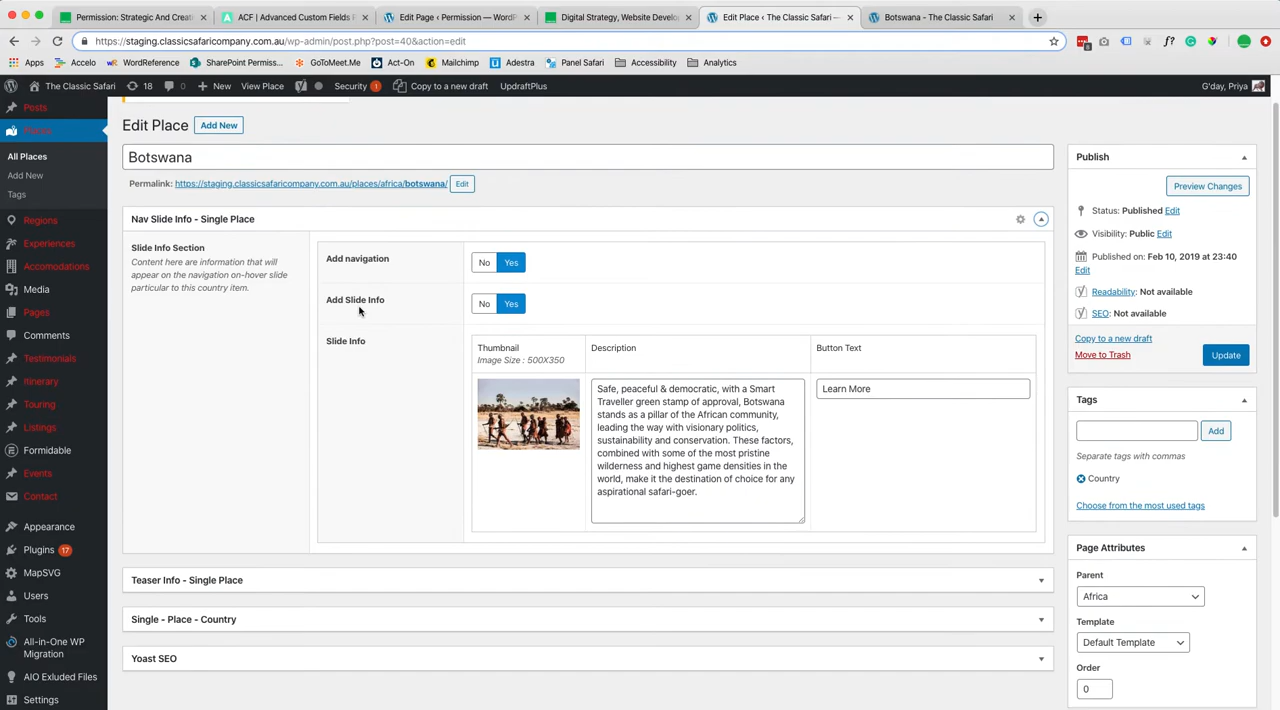 Permission: Strategic And Creati
ACF | Advanced Custom Fields F
Edit Page ‹ Permission — WordP
Digital Strategy, Website Develo
Edit Place ‹ The Classic Safari —
Botswana - The Classic Safari
https://staging.classicsafaricompany.com.au/wp-admin/post.php?post=40&action=edit
Apps
Accelo
WordReference
SharePoint Permiss...
GoToMeet.Me
Act-On
Mailchimp
Adestra
Panel Safari
Accessibility
Analytics
The Classic Safari
18
0
New
View Place
Security 1
Copy to a new draft
UpdraftPlus
G'day, Priya
Posts
Places
All Places
Add New
Tags
Regions
Experiences
Accomodations
Media
Pages
Comments
Testimonials
Itinerary
Touring
Listings
Formidable
Events
Contact
Appearance
Plugins 17
MapSVG
Users
Tools
All-in-One WP
Migration
AIO Exluded Files
Settings
Edit Place
Add New
Botswana
Permalink: https://staging.classicsafaricompany.com.au/places/africa/botswana/ Edit
Nav Slide Info - Single Place
Slide Info Section
Content here are information that will
appear on the navigation on-hover slide
particular to this country item.
Add navigation
No Yes
Add Slide Info
No Yes
Slide Info
Thumbnail
Image Size : 500X350
Description
Button Text
Safe, peaceful & democratic, with a Smart
Traveller green stamp of approval, Botswana
stands as a pillar of the African community,
leading the way with visionary politics,
sustainability and conservation. These factors,
combined with some of the most pristine
wilderness and highest game densities in the
world, make it the destination of choice for any
aspirational safari-goer.
Learn More
Teaser Info - Single Place
Single - Place - Country
Yoast SEO
Publish
Preview Changes
Status: Published Edit
Visibility: Public Edit
Published on: Feb 10, 2019 at 23:40
Edit
Readability: Not available
SEO: Not available
Copy to a new draft
Move to Trash
Update
Tags
Add
Separate tags with commas
Country
Choose from the most used tags
Page Attributes
Parent
Africa
Template
Default Template
Order
0